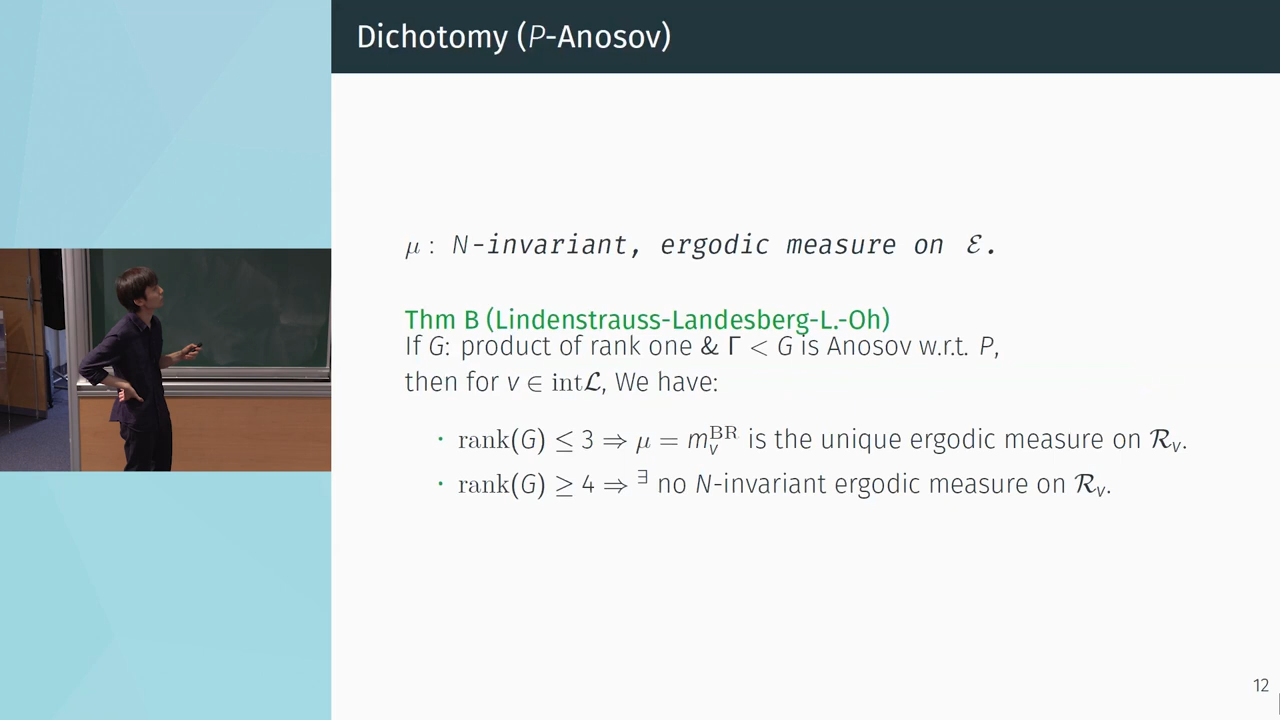 Dichotomy (P-Anosov)
μ : N-invariant, ergodic measure on ℰ.
Thm B (Lindenstrauss-Landesberg-L.-Oh)
If G: product of rank one & Γ < G is Anosov w.r.t. P,
then for v ∈ intℒ, We have:
· rank(G) ≤ 3 ⇒ μ = m_v^BR is the unique ergodic measure on ℛ_v.
· rank(G) ≥ 4 ⇒ ^∃ no N-invariant ergodic measure on ℛ_v.
12